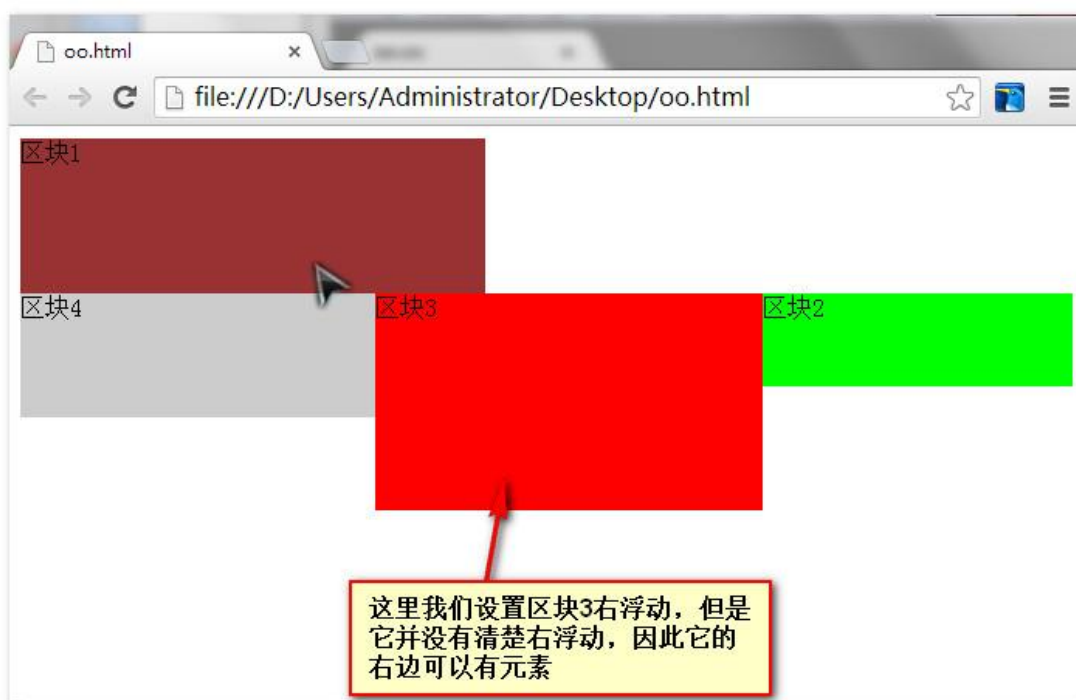 oo.html
file:///D:/Users/Administrator/Desktop/oo.html
区块1
区块4
区块3
区块2
这里我们设置区块3右浮动，但是
它并没有清楚右浮动，因此它的
右边可以有元素